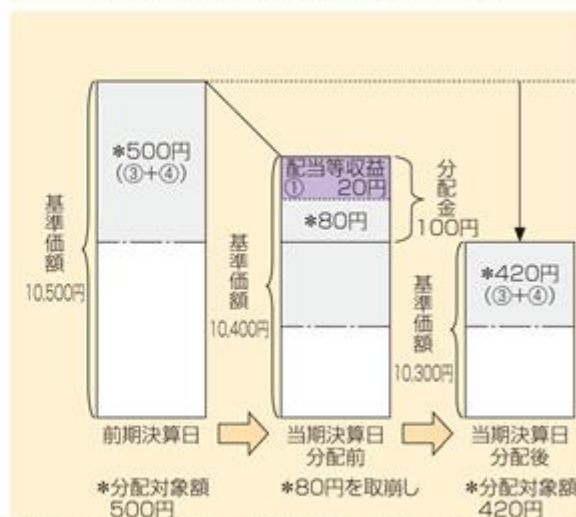 *500円
(③+④)
基準価額
10,500円
前期決算日
*分配対象額
500円
配当等収益
① 20円
*80円
分配金
100円
基準価額
10,400円
当期決算日
分配前
*80円を取崩し
*420円
(③+④)
基準価額
10,300円
当期決算日
分配後
*分配対象額
420円